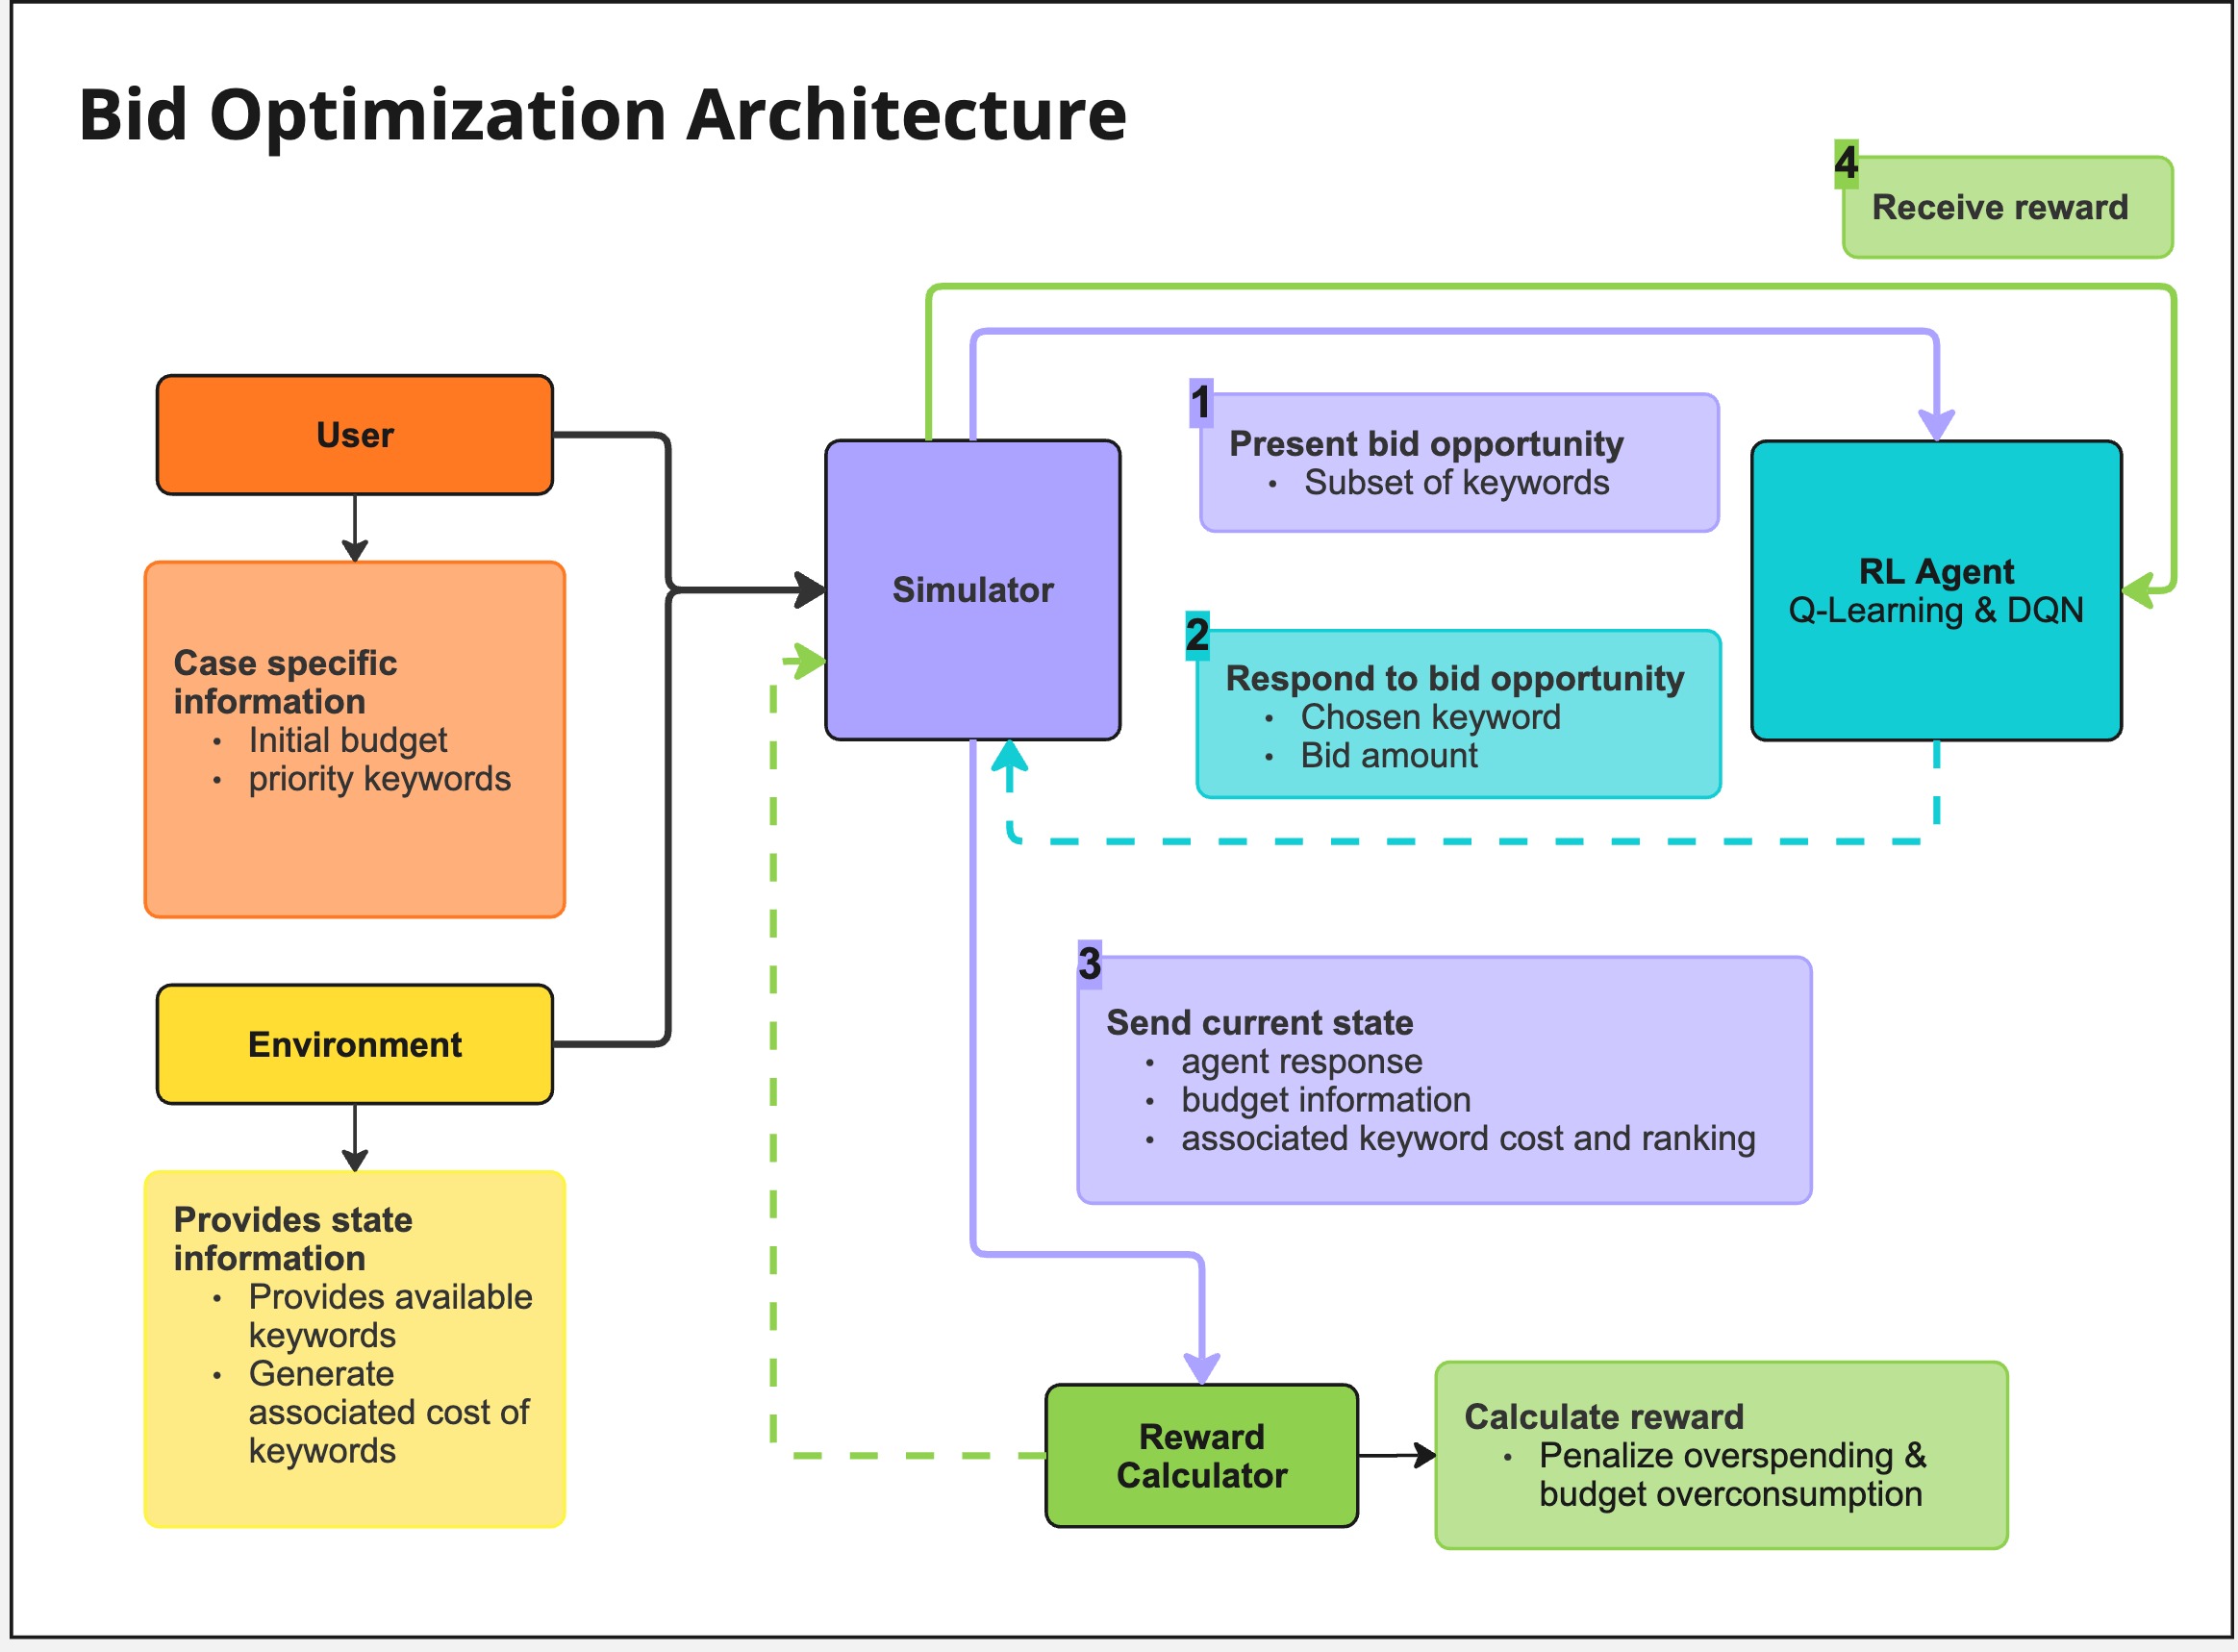 Bid Optimization Architecture
4
Receive reward
User
1
Present bid opportunity
• Subset of keywords
Simulator
RL Agent
Q-Learning & DQN
Case specific
information
• Initial budget
• priority keywords
2
Respond to bid opportunity
• Chosen keyword
• Bid amount
Environment
3
Send current state
• agent response
• budget information
• associated keyword cost and ranking
Provides state
information
• Provides available
keywords
• Generate
associated cost of
keywords
Reward
Calculator
Calculate reward
• Penalize overspending &
budget overconsumption